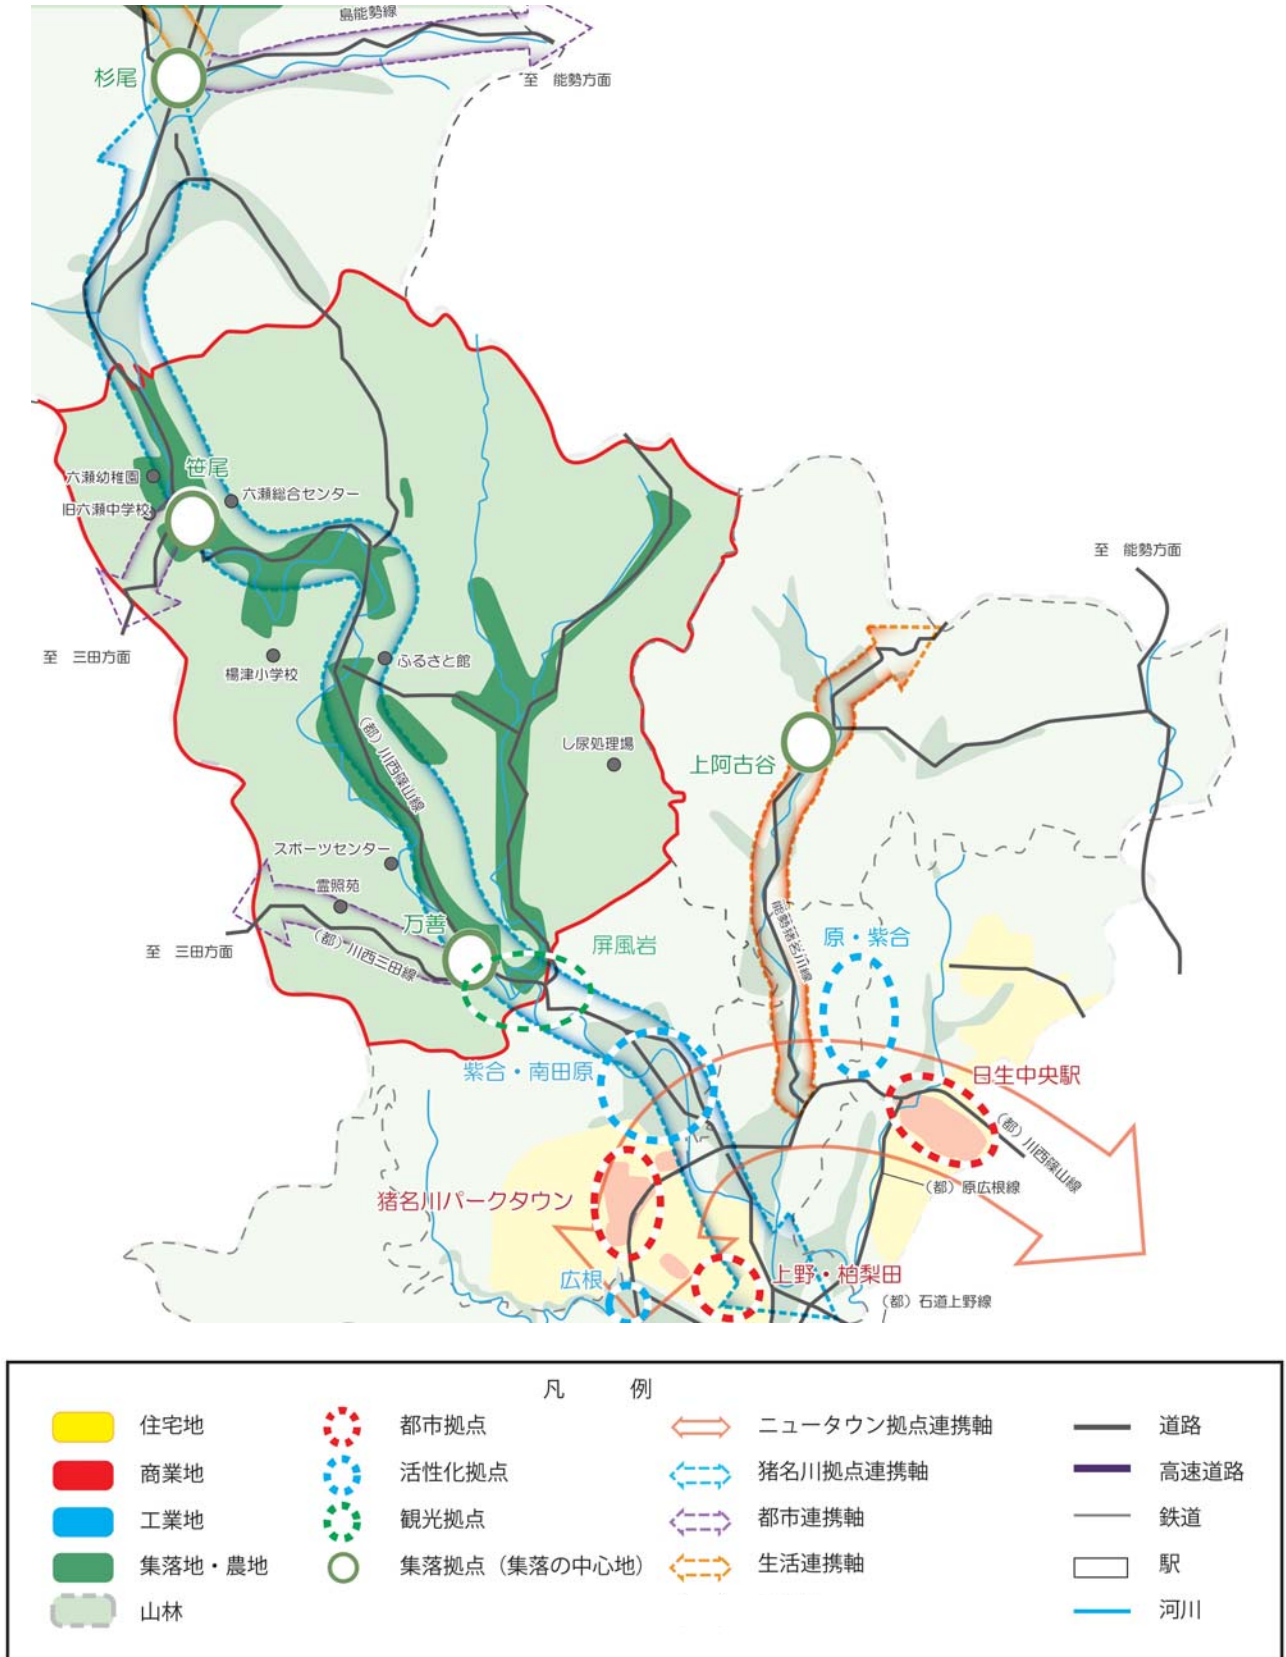 島能勢線
杉尾
至　能勢方面
笹尾
六瀬幼稚園
六瀬総合センター
旧六瀬中学校
至　能勢方面
至　三田方面
楊津小学校
ふるさと館
(都)川西篠山線
し尿処理場
上阿古谷
スポーツセンター
霊照苑
万善
(都)川西三田線
至　三田方面
屏風岩
能勢猪名川線
原・紫合
紫合・南田原
日生中央駅
(都)川西篠山線
猪名川パークタウン
(都)原広根線
広根
上野・柏梨田
(都)石道上野線
凡　例
住宅地
都市拠点
ニュータウン拠点連携軸
道路
商業地
活性化拠点
猪名川拠点連携軸
高速道路
工業地
観光拠点
都市連携軸
鉄道
集落地・農地
集落拠点（集落の中心地）
生活連携軸
駅
山林
河川